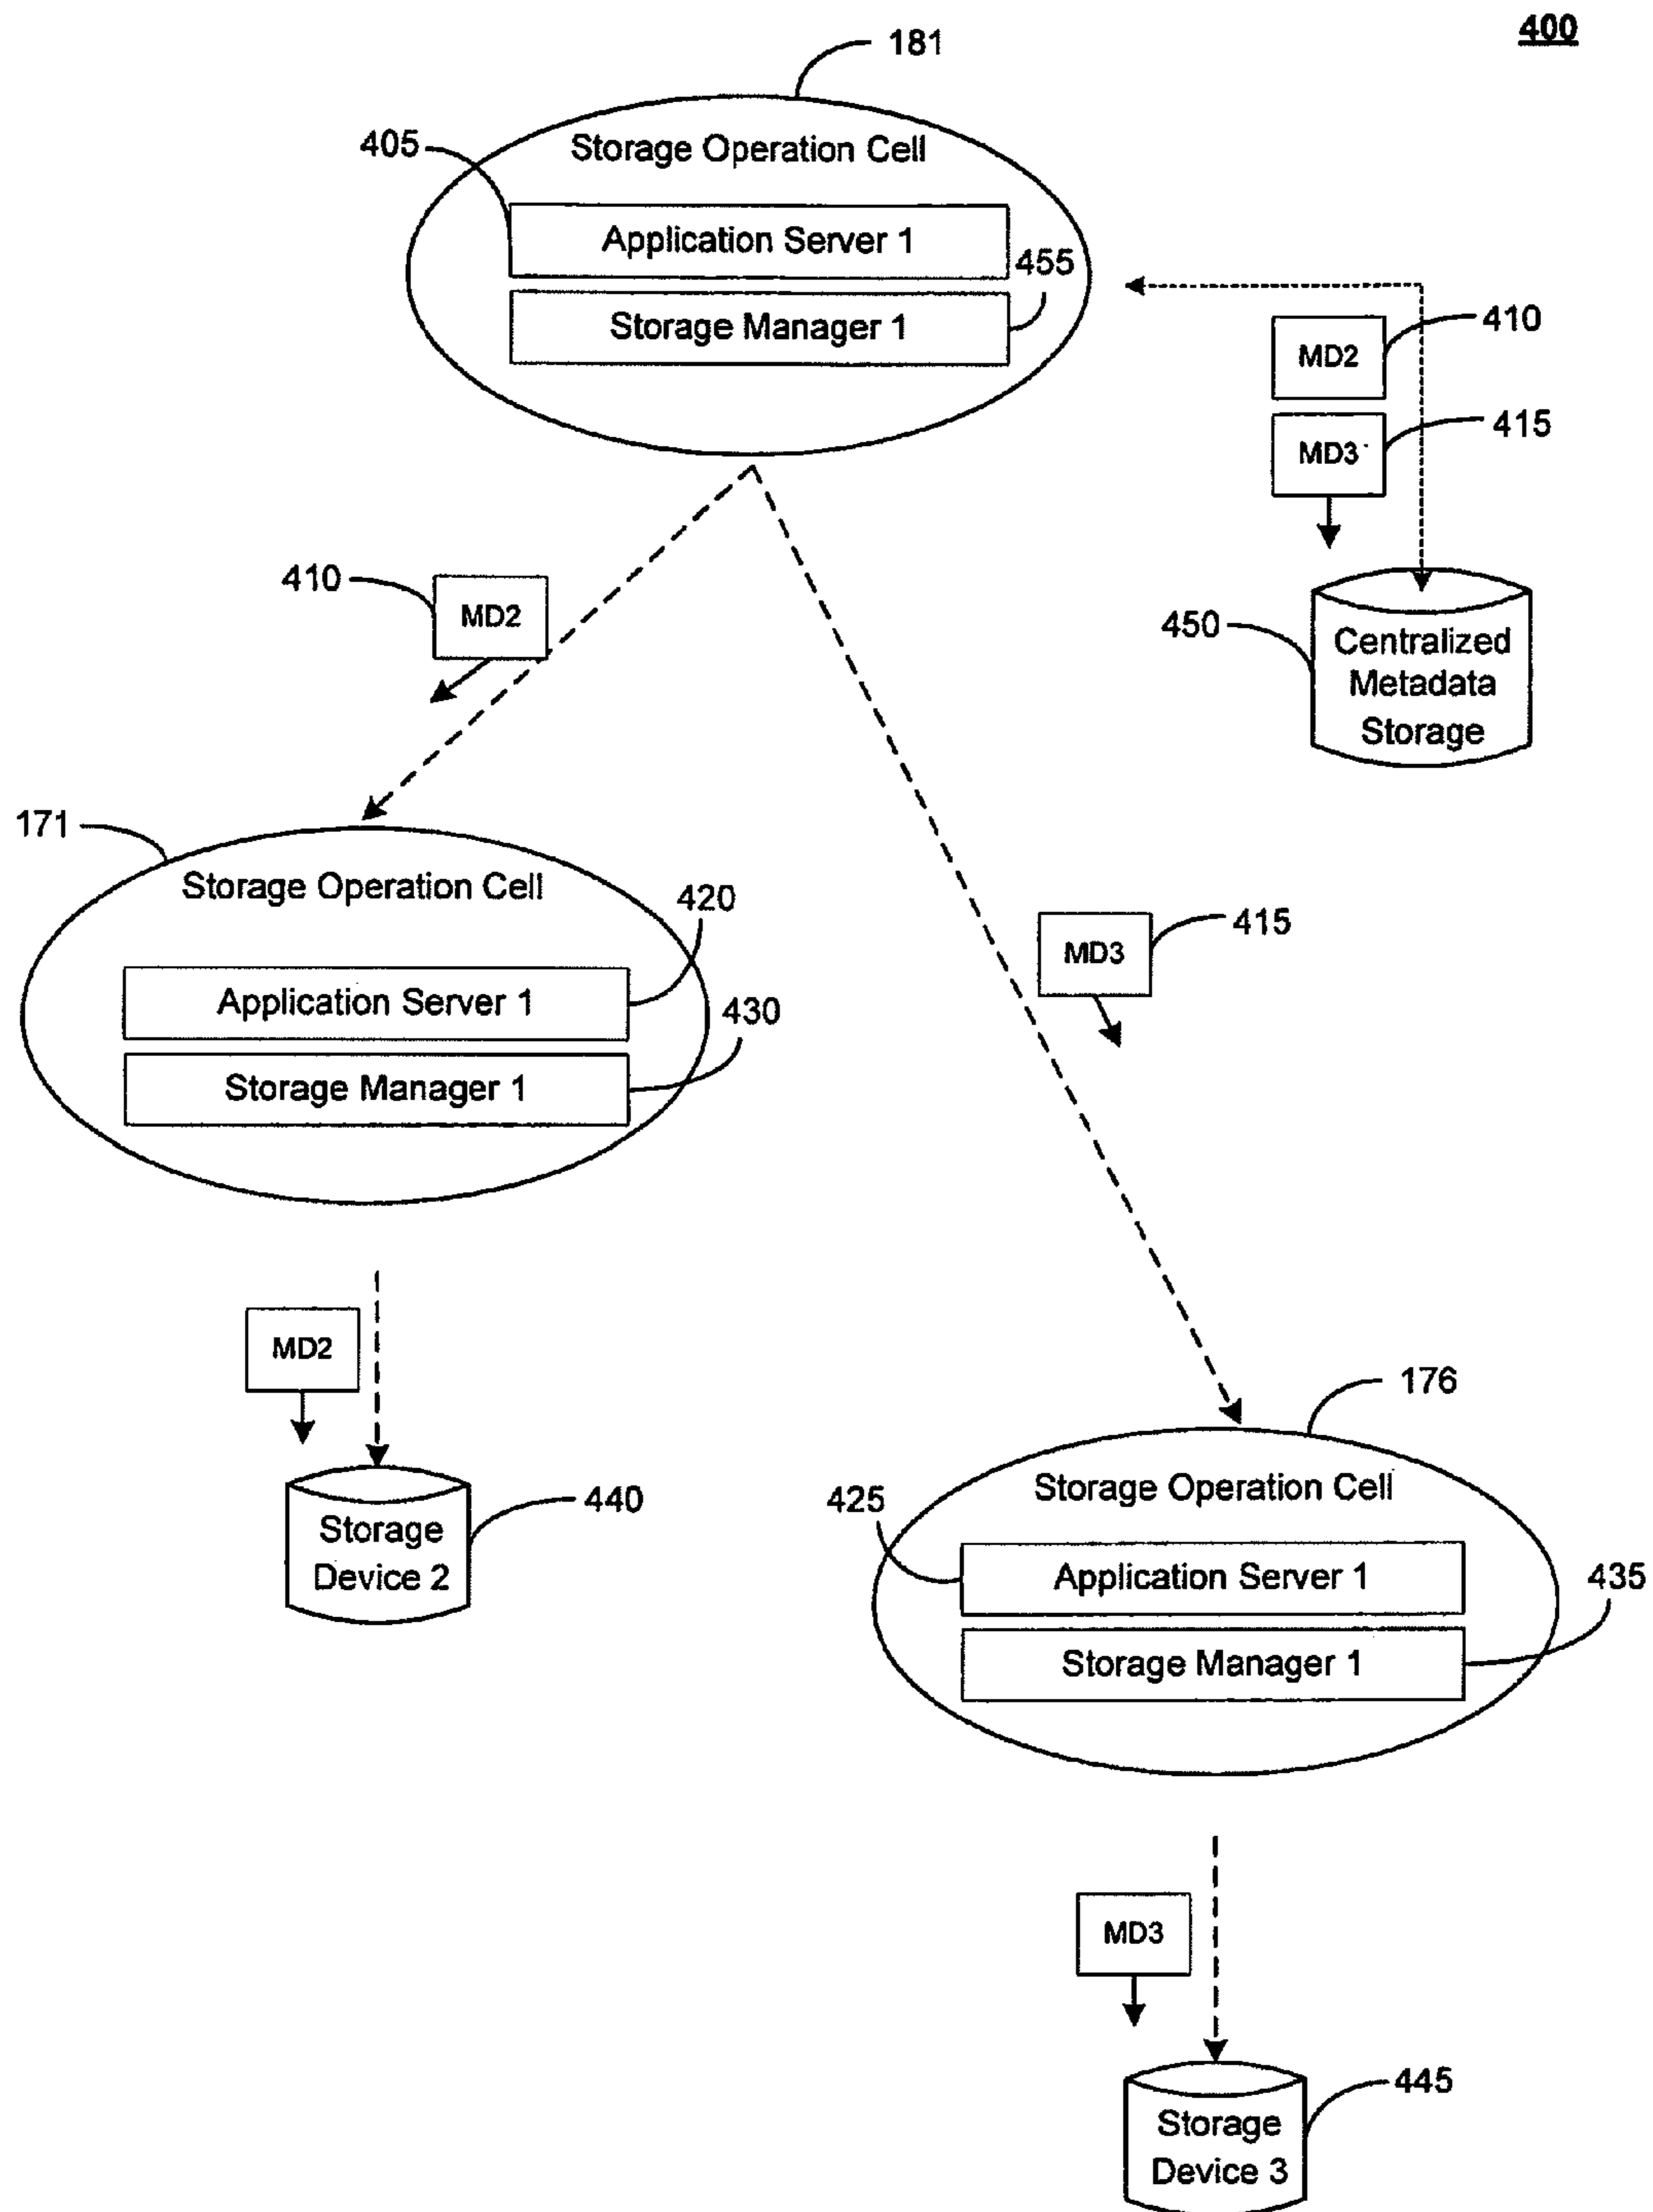 400
181
405
Storage Operation Cell
Application Server 1
455
Storage Manager 1
410
MD2
415
MD3
410
MD2
450
Centralized
Metadata
Storage
171
Storage Operation Cell
420
415
MD3
Application Server 1
430
Storage Manager 1
MD2
176
Storage Operation Cell
440
425
Storage
Device 2
Application Server 1
435
Storage Manager 1
MD3
445
Storage
Device 3